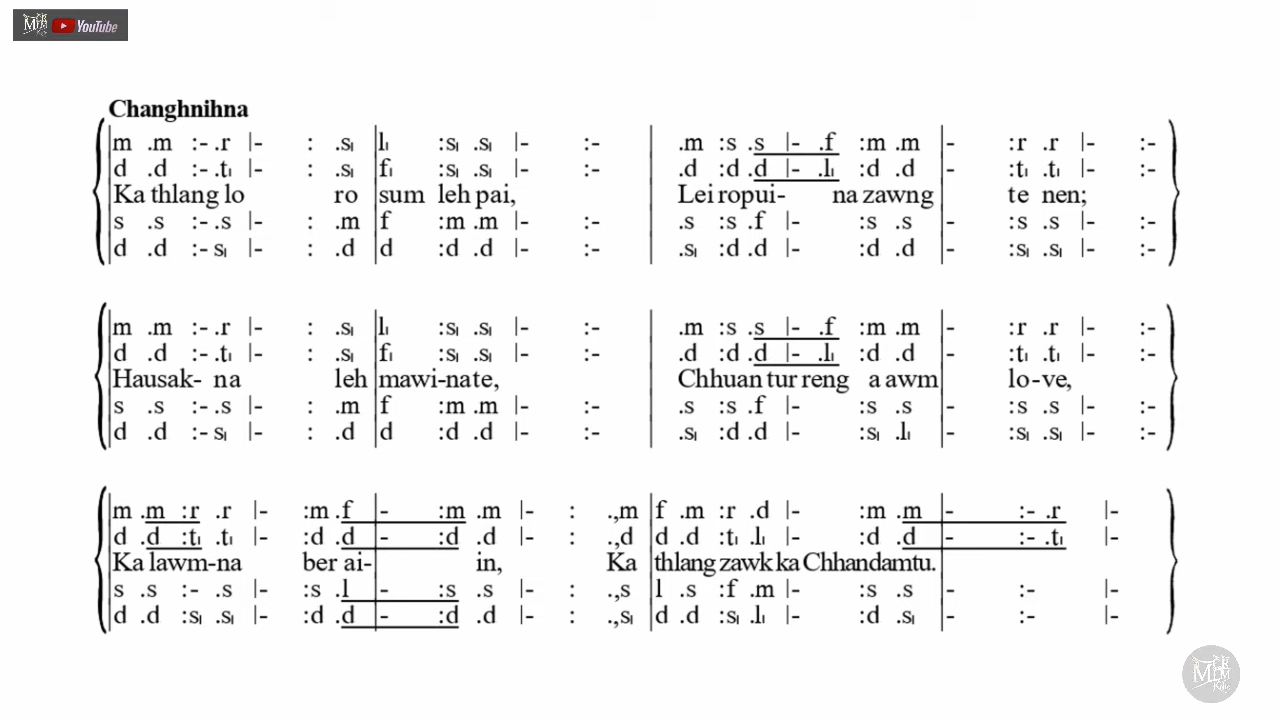 YouTube
Changhnihna
m .m :- .r |- : .s₁ |l₁ :s₁ .s₁ |- :- | .m :s .s |- .f :m .m |- :r .r |- :-
d .d :- .t₁ |- : .s₁ |f₁ :s₁ .s₁ |- :- | .d :d .d |- .l₁ :d .d |- :t₁ .t₁ |- :-
Ka thlang lo ro sum leh pai, Lei ropui- na zawng te nen;
s .s :- .s |- : .m |f :m .m |- :- | .s :s .f |- :s .s |- :s .s |- :-
d .d :- s₁ |- : .d |d :d .d |- :- | .s₁ :d .d |- :d .d |- :s₁ .s₁ |- :-
m .m :- .r |- : .s₁ |l₁ :s₁ .s₁ |- :- | .m :s .s |- .f :m .m |- :r .r |- :-
d .d :- .t₁ |- : .s₁ |f₁ :s₁ .s₁ |- :- | .d :d .d |- .l₁ :d .d |- :t₁ .t₁ |- :-
Hausak- na leh mawi-nate, Chhuan tur reng a awm lo-ve,
s .s :- .s |- : .m |f :m .m |- :- | .s :s .f |- :s .s |- :s .s |- :-
d .d :- s₁ |- : .d |d :d .d |- :- | .s₁ :d .d |- :s₁ .l₁ |- :s₁ .s₁ |- :-
m .m :r .r |- :m .f |- :m .m |- : .,m |f .m :r .d |- :m .m |- :- .r |-
d .d :t₁ .t₁ |- :d .d |- :d .d |- : .,d |d .d :t₁ .l₁ |- :d .d |- :- .t₁ |-
Ka lawm-na ber ai- in, Ka thlang zawk ka Chhandamtu.
s .s :- .s |- :s .l |- :s .s |- : .,s |l .s :f .m |- :s .s |- :- |-
d .d :s₁ .s₁ |- :d .d |- :d .d |- : .,s₁ |d .d :s₁ .l₁ |- :d .s₁ |- :- |-